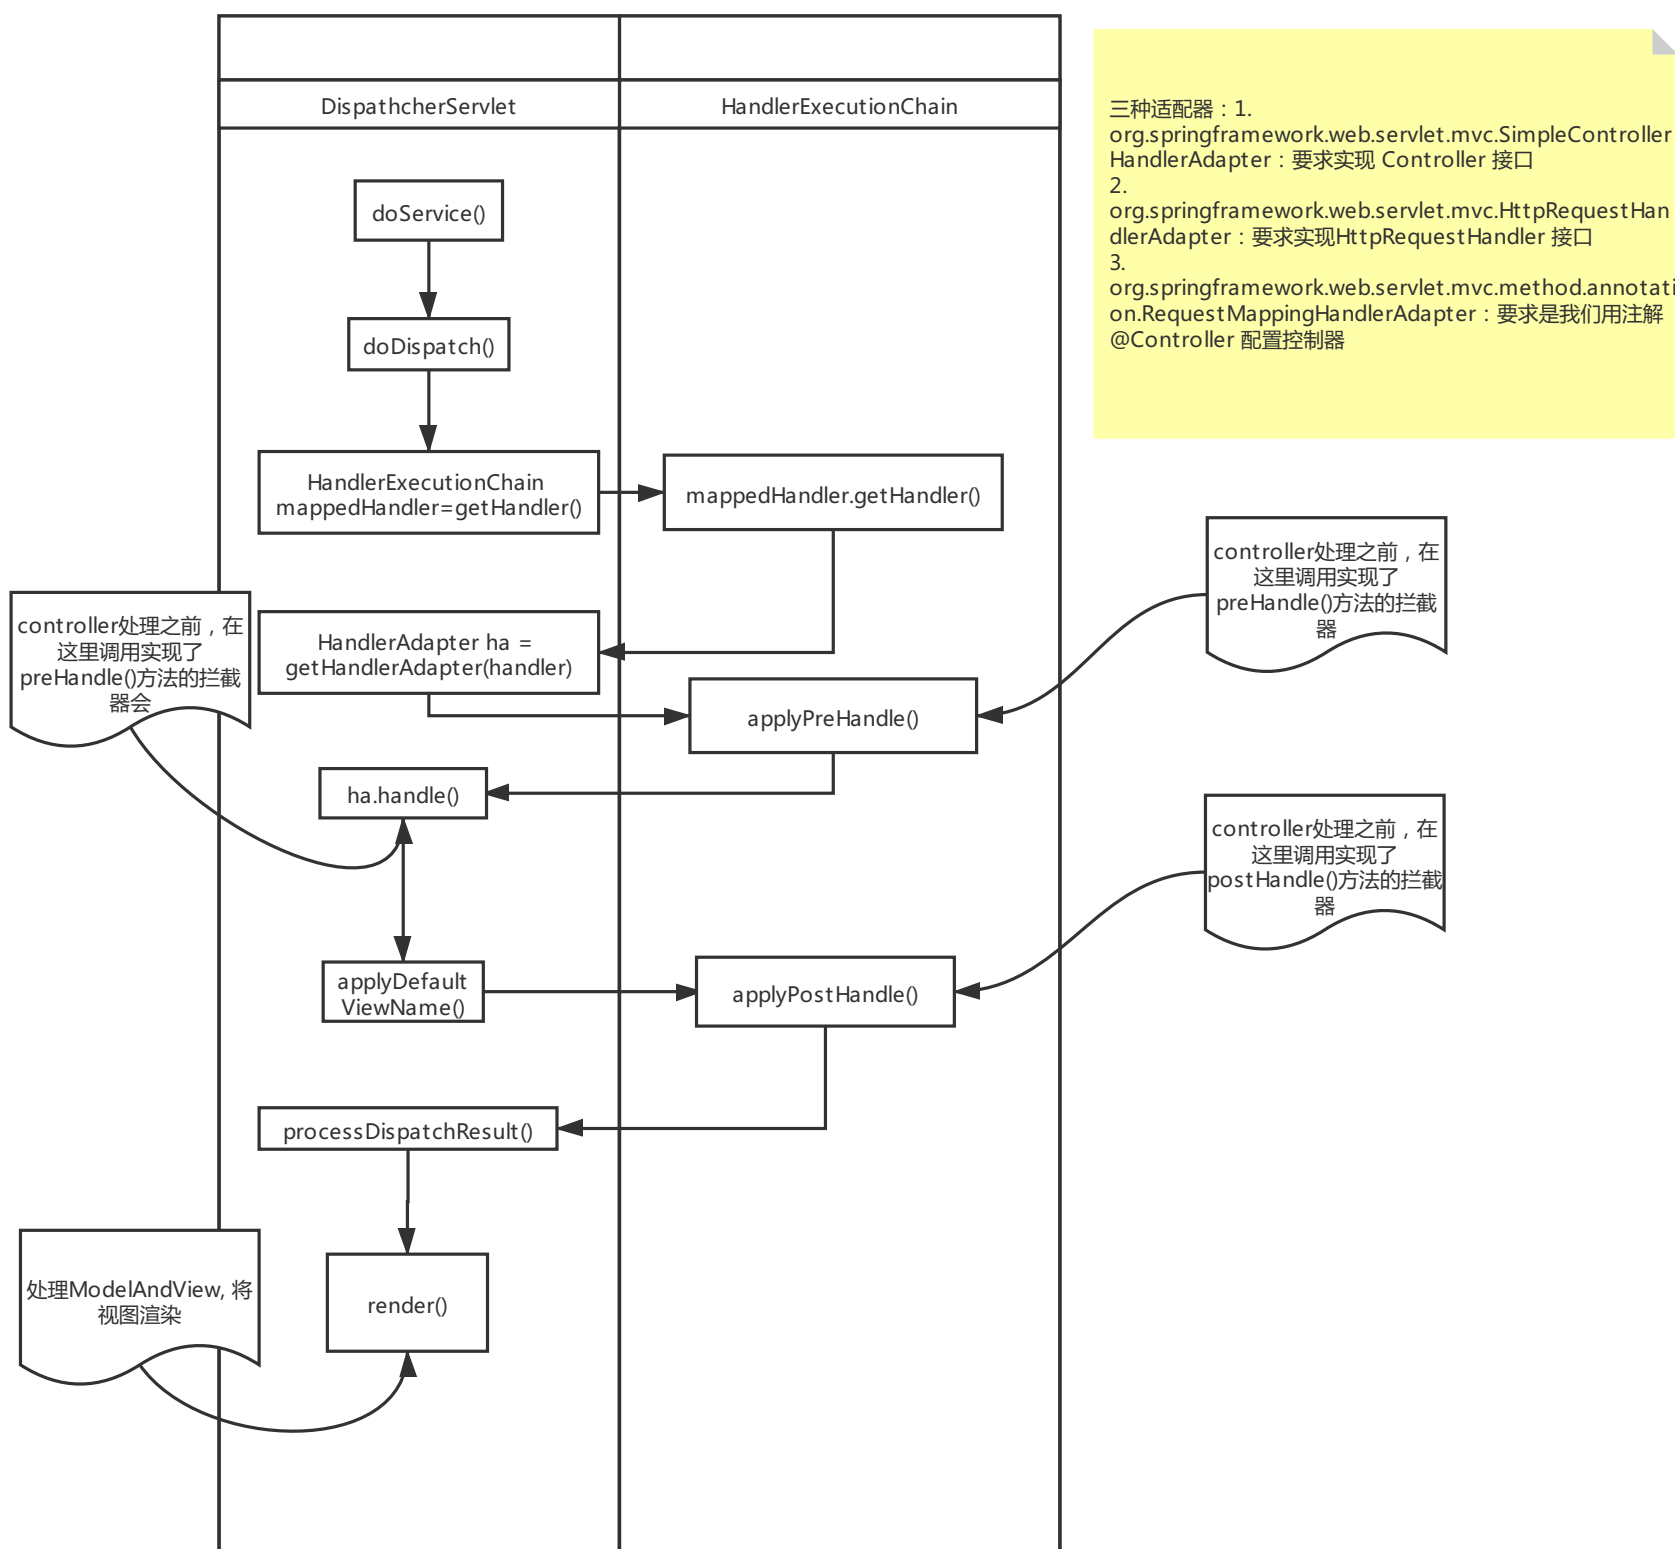 DispathcherServlet
HandlerExecutionChain
三种适配器：1.
org.springframework.web.servlet.mvc.SimpleController
HandlerAdapter：要求实现 Controller 接口
2.
org.springframework.web.servlet.mvc.HttpRequestHan
dlerAdapter：要求实现HttpRequestHandler 接口
3.
org.springframework.web.servlet.mvc.method.annotati
on.RequestMappingHandlerAdapter：要求是我们用注解
@Controller 配置控制器
doService()
doDispatch()
HandlerExecutionChain
mappedHandler=getHandler()
mappedHandler.getHandler()
controller处理之前，在
这里调用实现了
preHandle()方法的拦截
器
controller处理之前，在
这里调用实现了
preHandle()方法的拦截
器会
HandlerAdapter ha =
getHandlerAdapter(handler)
applyPreHandle()
ha.handle()
controller处理之前，在
这里调用实现了
postHandle()方法的拦截
器
applyDefault
ViewName()
applyPostHandle()
processDispatchResult()
处理ModelAndView, 将
视图渲染
render()